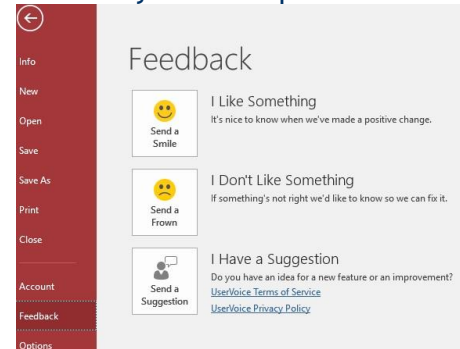 Info
New
Open
Save
Save As
Print
Close
Account
Feedback
Options
Feedback
Send a
Smile
I Like Something
It's nice to know when we've made a positive change.
Send a
Frown
I Don't Like Something
If something's not right we'd like to know so we can fix it.
Send a
Suggestion
I Have a Suggestion
Do you have an idea for a new feature or an improvement?
UserVoice Terms of Service
UserVoice Privacy Policy